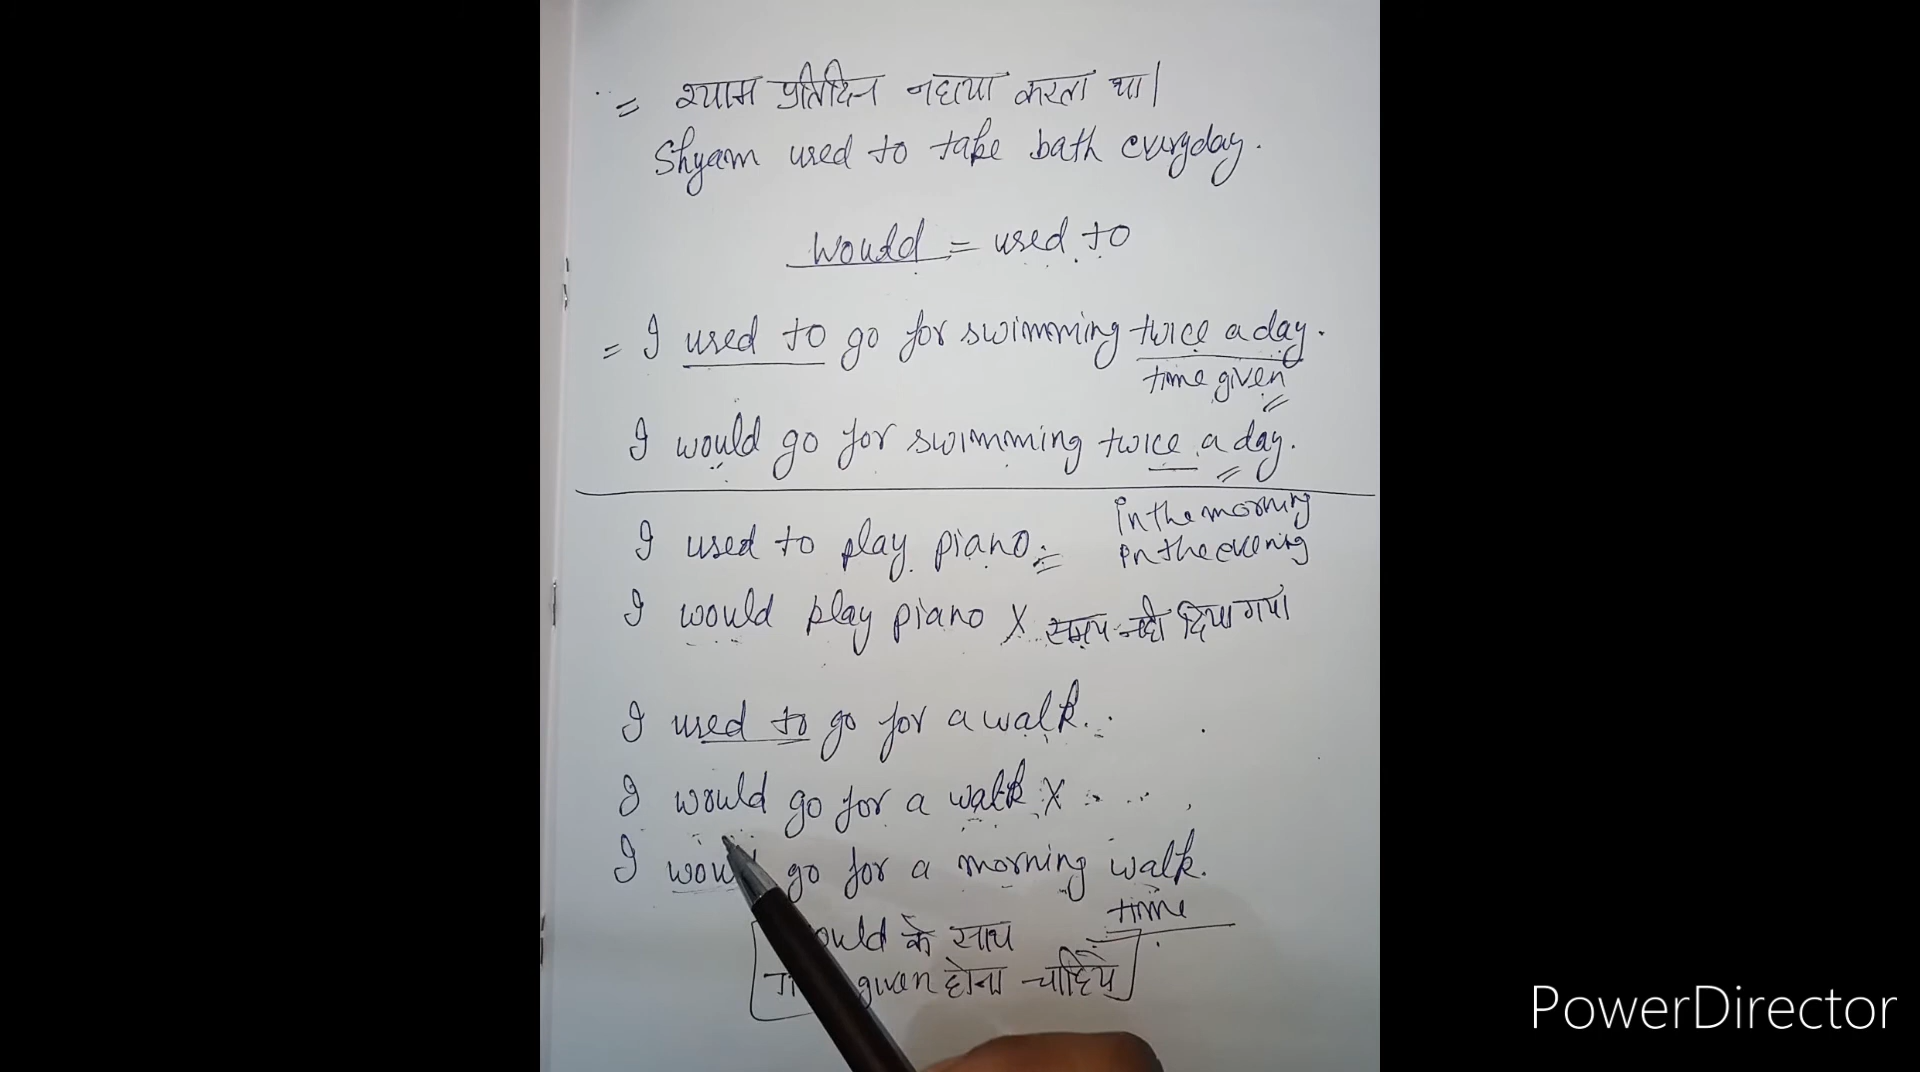 = श्याम प्रतिदिन नहाया करता था।
Shyam used to take bath everyday.
Would = used to
= I used to go for swimming twice a day.
time given
I would go for swimming twice a day.
in the morning
I used to play piano.
in the evening
I would play piano X समय नही दिया गया
I used to go for a walk.
I would go for a walk X
I would go for a morning walk.
time
के साथ
given होना चाहिये
PowerDirector